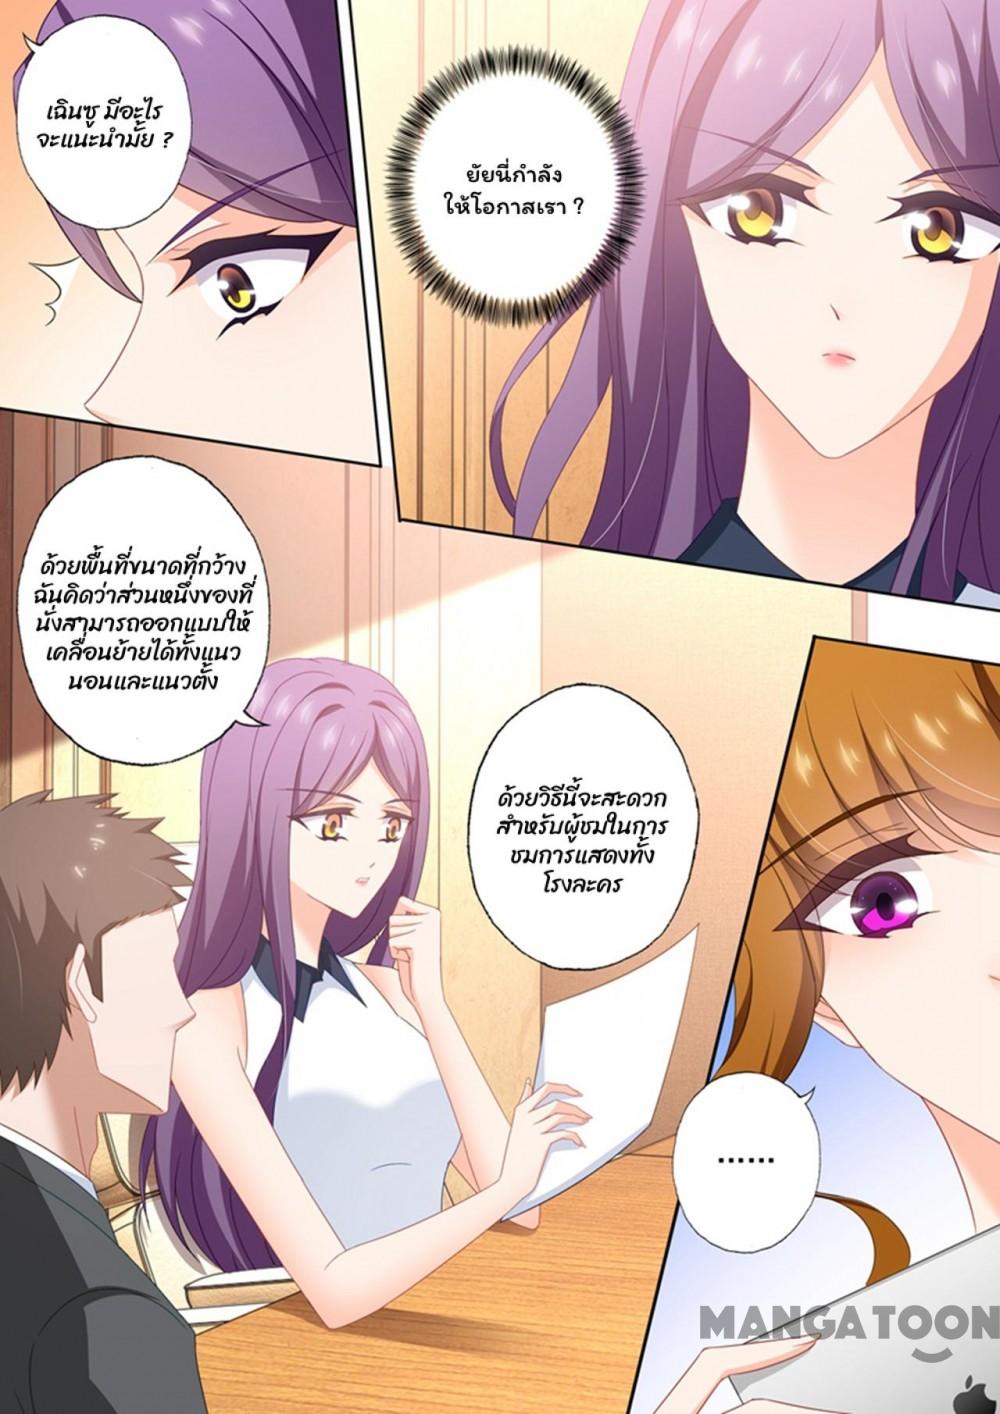 เฉินซู มีอะไร
จะแนะนำมั้ย ?
ยัยนี่กำลัง
ให้โอกาสเรา ?
ด้วยพื้นที่ขนาดที่กว้าง
ฉันคิดว่าส่วนหนึ่งของที่
นั่งสามารถออกแบบให้
เคลื่อนย้ายได้ทั้งแนว
นอนและแนวตั้ง
ด้วยวิธีนี้จะสะดวก
สำหรับผู้ชมในการ
ชมการแสดงทั้ง
โรงละคร
......
MANGATOON